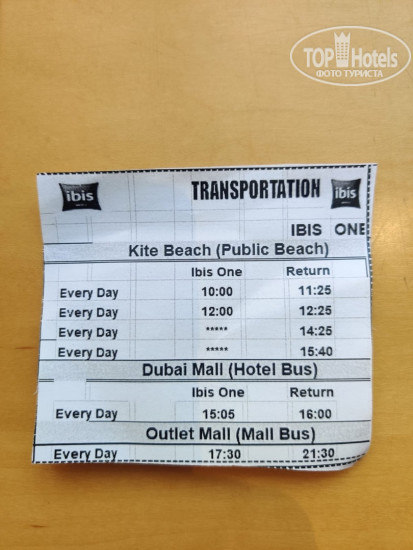 TOP Hotels
ФОТО ТУРИСТА
ibis
TRANSPORTATION
ibis
IBIS ONE
Kite Beach (Public Beach)
Ibis One Return
Every Day 10:00 11:25
Every Day 12:00 12:25
Every Day ***** 14:25
Every Day ***** 15:40
Dubai Mall (Hotel Bus)
Ibis One Return
Every Day 15:05 16:00
Outlet Mall (Mall Bus)
Every Day 17:30 21:30